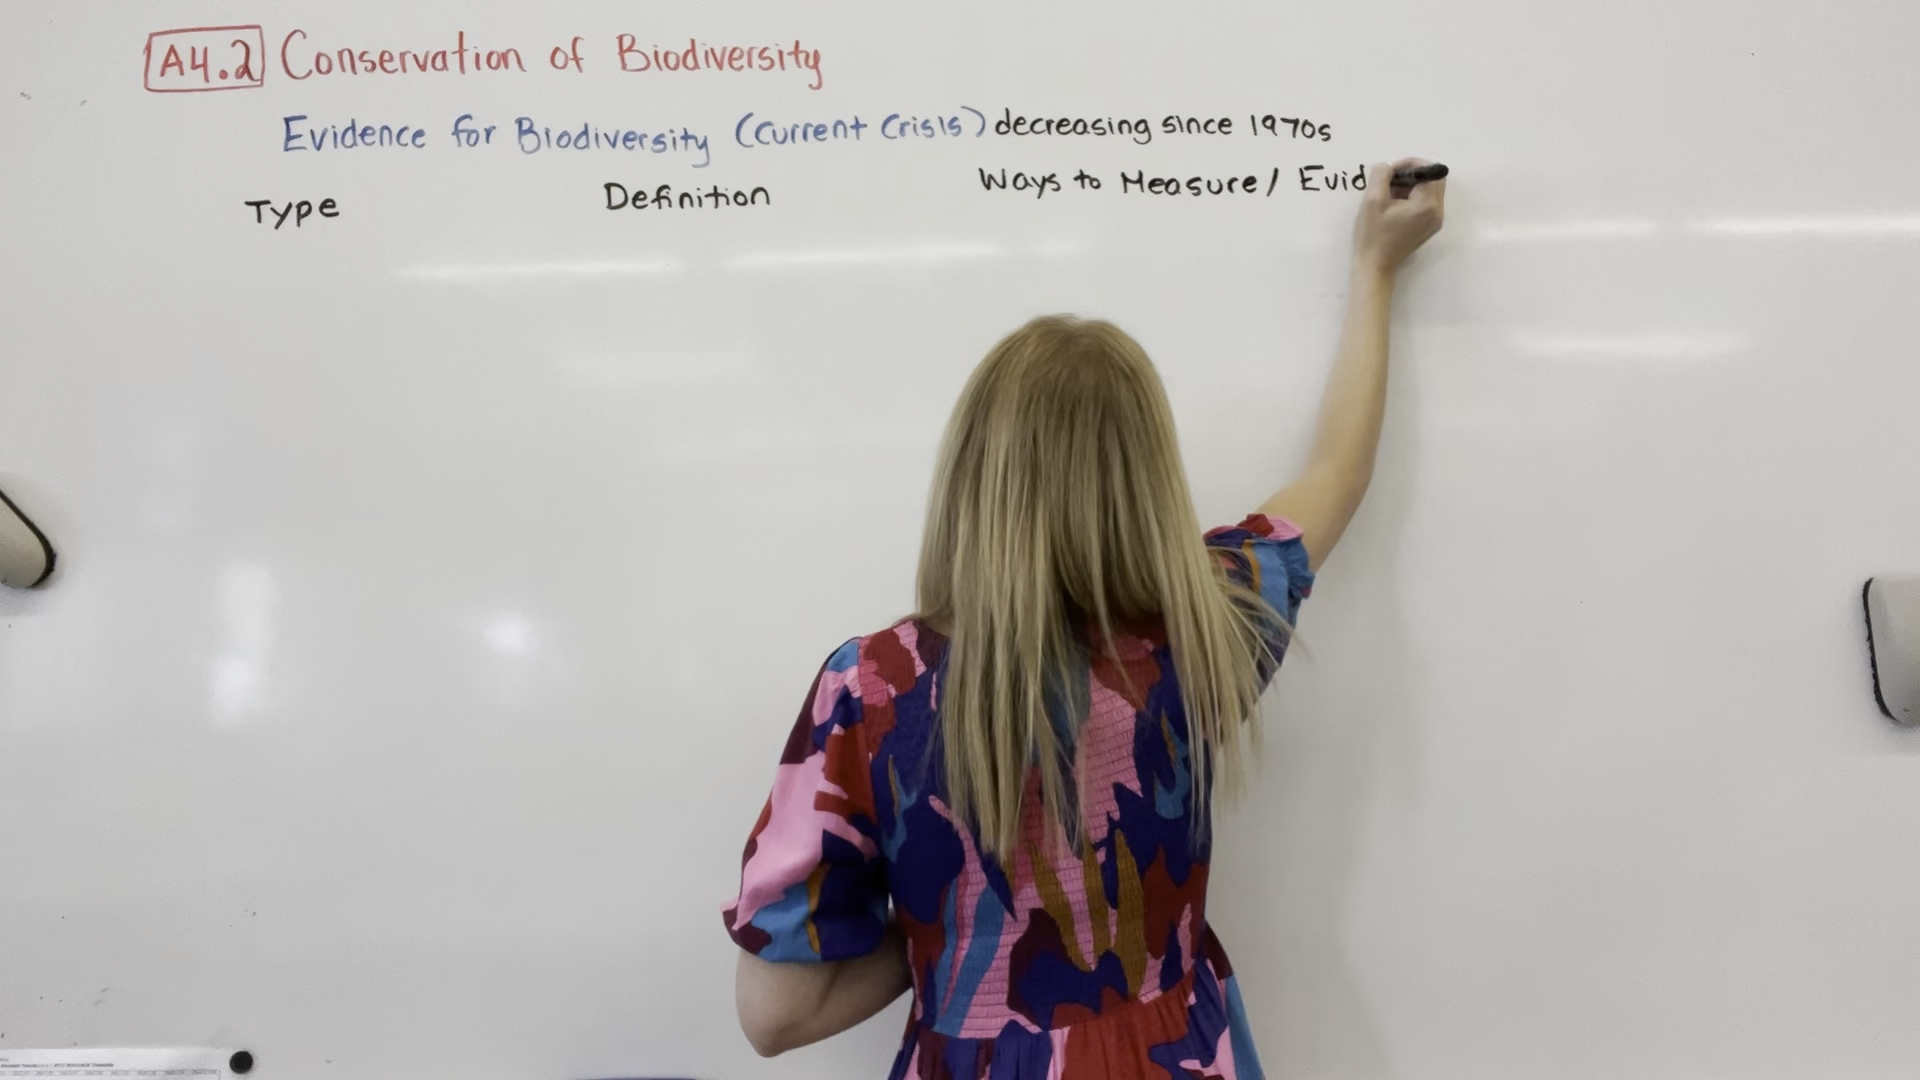 A4.2 Conservation of Biodiversity
Evidence for Biodiversity (Current Crisis) decreasing since 1970s
Type Definition Ways to Measure / Evid